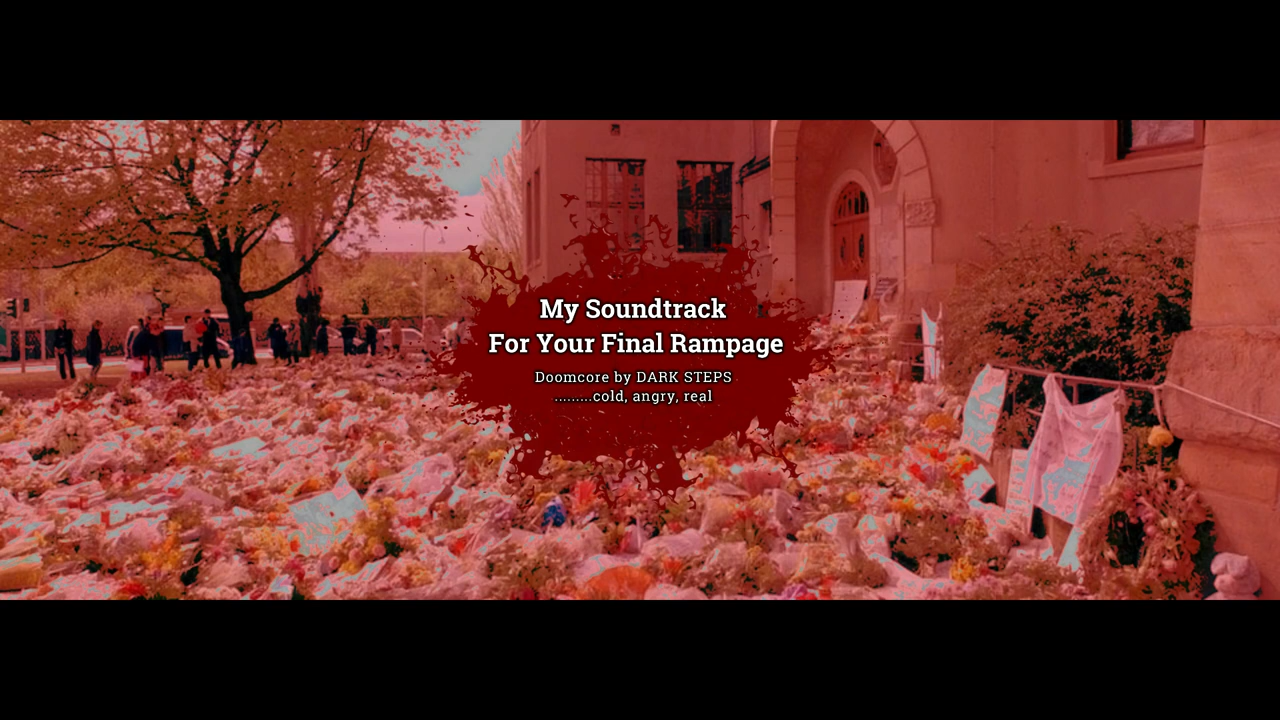 My Soundtrack
For Your Final Rampage
Doomcore by DARK STEPS
.........cold, angry, real